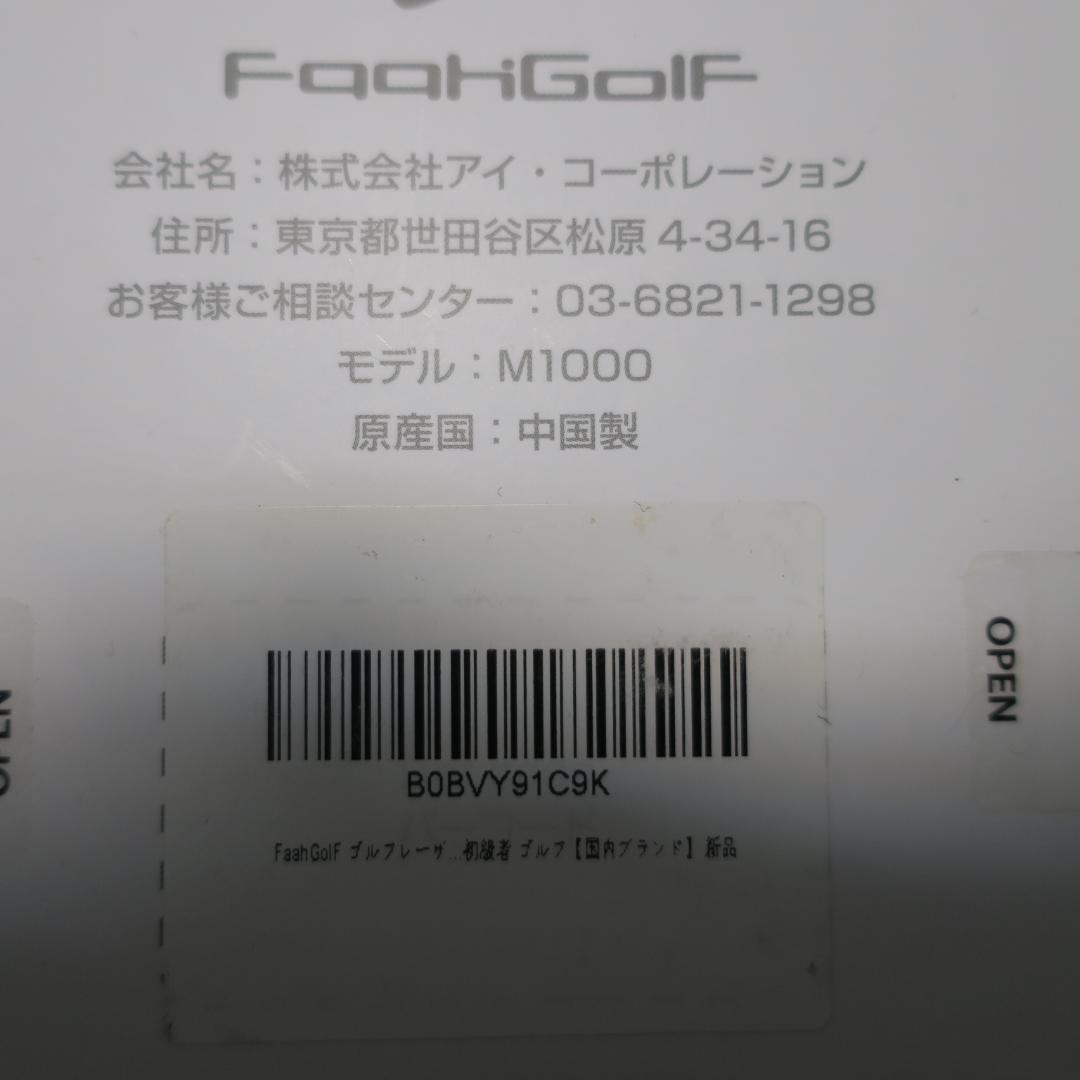 FaahGolF
会社名：株式会社アイ・コーポレーション
住所：東京都世田谷区松原 4-34-16
お客様ご相談センター：03-6821-1298
モデル：M1000
原産国：中国製
OPEN
OPEN
B0BVY91C9K
FaahGolF ゴルフレーザ...初級者 ゴルフ【国内ブランド】 新品